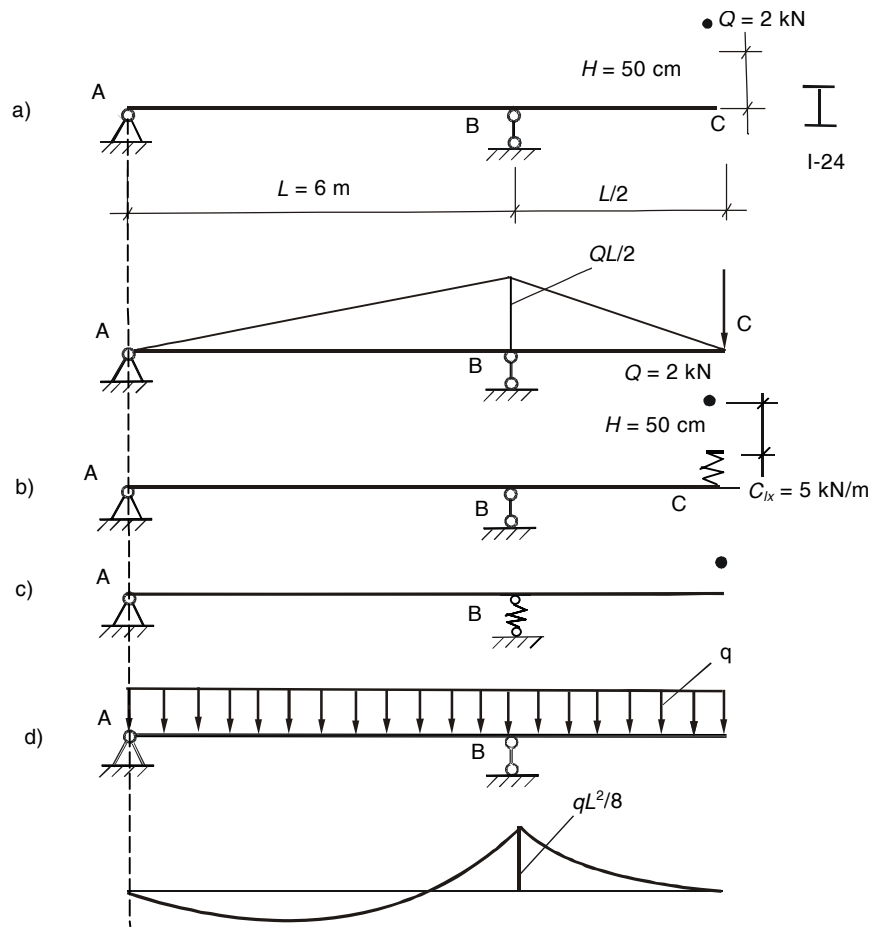 Q = 2 kN
H = 50 cm
A
a)
B
C
I-24
L = 6 m
L/2
QL/2
A
B
C
Q = 2 kN
H = 50 cm
A
b)
B
C
C_lx = 5 kN/m
A
c)
B
q
A
d)
B
qL²/8